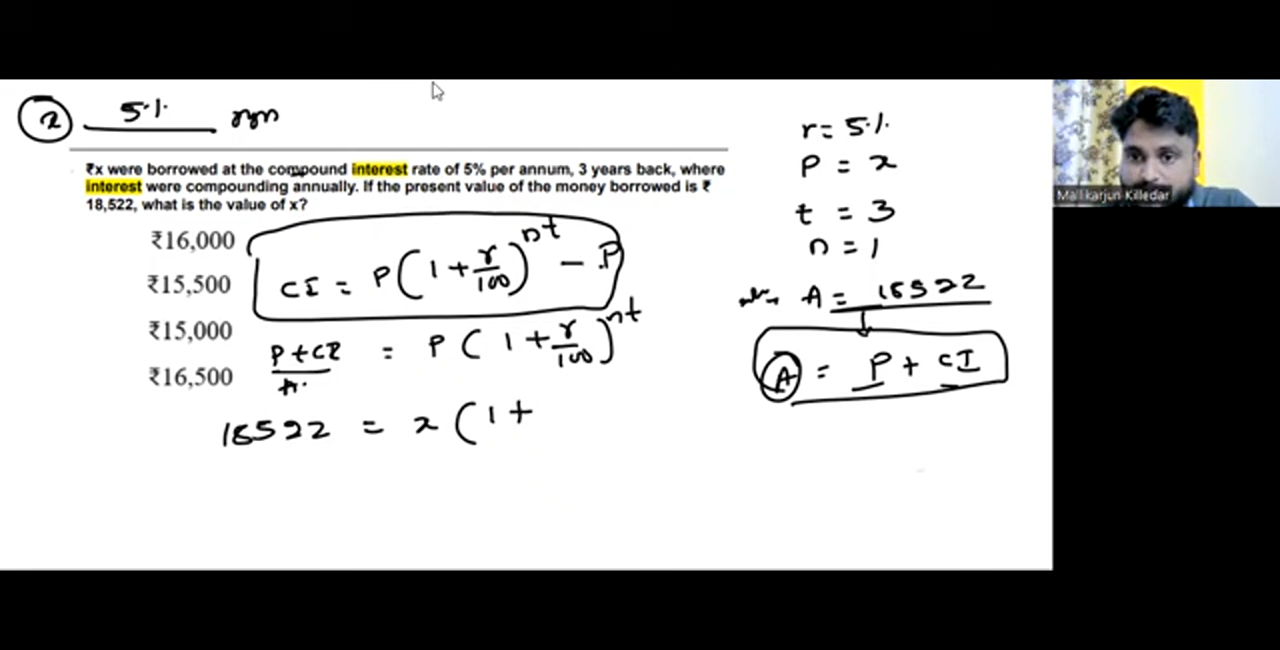 2 5%
₹x were borrowed at the compound interest rate of 5% per annum, 3 years back, where
interest were compounding annually. If the present value of the money borrowed is ₹
18,522, what is the value of x?
₹16,000
₹15,500
₹15,000
₹16,500
CI = P(1 + r/100)^nt - P
P + CI = P(1 + r/100)^nt
A
18522 = x(1 +
r = 5%
P = x
t = 3
n = 1
A = 18522
A = P + CI
Mallikarjun Killedar